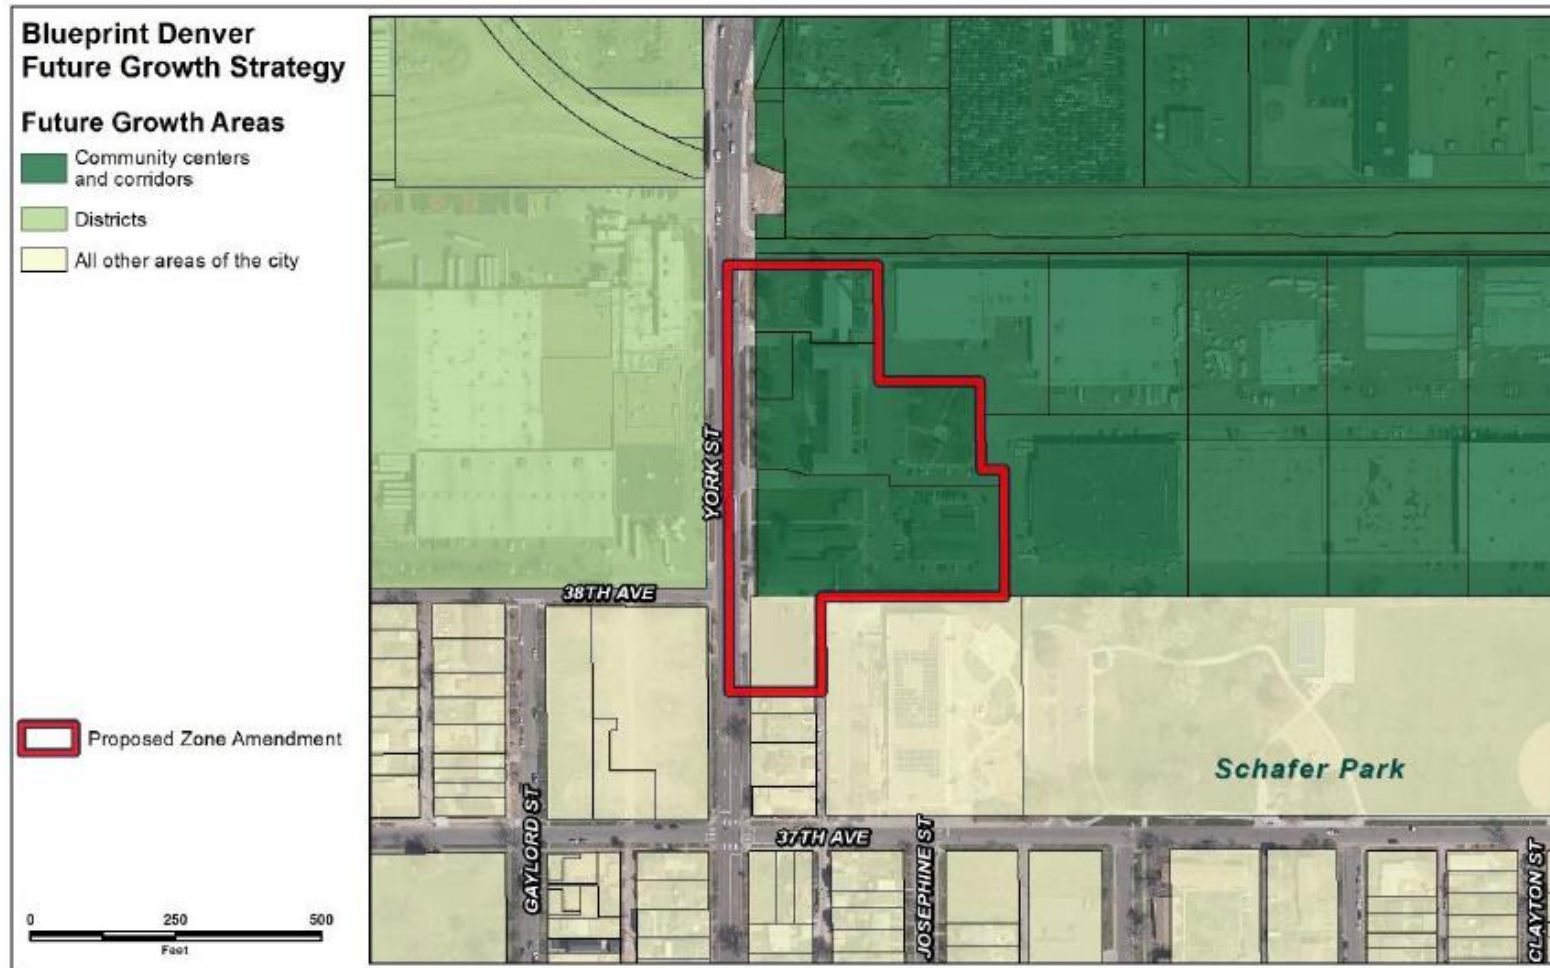 Blueprint Denver
Future Growth Strategy
Future Growth Areas
Community centers
and corridors
Districts
All other areas of the city
Proposed Zone Amendment
0 250 500
Feet
YORK ST
38TH AVE
Schafer Park
GAYLORD ST
37TH AVE
JOSEPHINE ST
CLAYTON ST